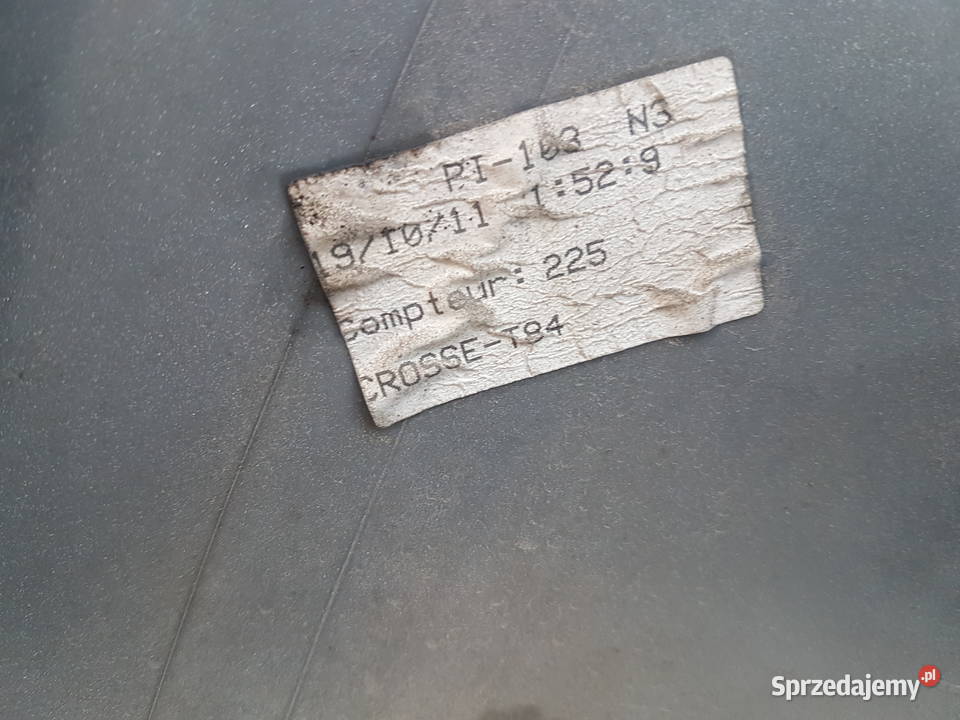 PI-103 N3
19/10/11 1:52:9
Compteur: 225
CROSSE-T84
Sprzedajemy.pl